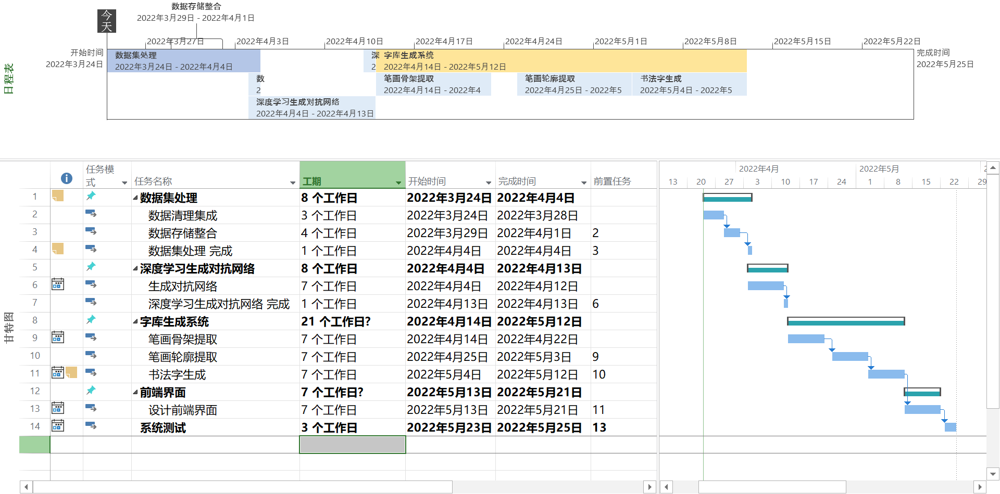 数据存储整合
2022年3月29日 - 2022年4月1日
今天
2022年3月27日 2022年4月3日 2022年4月10日 2022年4月17日 2022年4月24日 2022年5月1日 2022年5月8日 2022年5月15日 2022年5月22日
开始时间
2022年3月24日
完成时间
2022年5月25日
日程表
数据集处理
2022年3月24日 - 2022年4月4日
深
2
字库生成系统
2022年4月14日 - 2022年5月12日
数
2
笔画骨架提取
2022年4月14日 - 2022年4
笔画轮廓提取
2022年4月25日 - 2022年5
书法字生成
2022年5月4日 - 2022年5
深度学习生成对抗网络
2022年4月4日 - 2022年4月13日
甘特图
任务模式 任务名称 工期 开始时间 完成时间 前置任务
2022年4月 2022年5月 2
13 20 27 3 10 17 24 1 8 15 22 29
1 数据集处理 8 个工作日 2022年3月24日 2022年4月4日
2 数据清理集成 3 个工作日 2022年3月24日 2022年3月28日
3 数据存储整合 4 个工作日 2022年3月29日 2022年4月1日 2
4 数据集处理 完成 1 个工作日 2022年4月4日 2022年4月4日 3
5 深度学习生成对抗网络 8 个工作日 2022年4月4日 2022年4月13日
6 生成对抗网络 7 个工作日 2022年4月4日 2022年4月12日
7 深度学习生成对抗网络 完成 1 个工作日 2022年4月13日 2022年4月13日 6
8 字库生成系统 21 个工作日? 2022年4月14日 2022年5月12日
9 笔画骨架提取 7 个工作日 2022年4月14日 2022年4月22日
10 笔画轮廓提取 7 个工作日 2022年4月25日 2022年5月3日 9
11 书法字生成 7 个工作日 2022年5月4日 2022年5月12日 10
12 前端界面 7 个工作日? 2022年5月13日 2022年5月21日
13 设计前端界面 7 个工作日 2022年5月13日 2022年5月21日 11
14 系统测试 3 个工作日 2022年5月23日 2022年5月25日 13